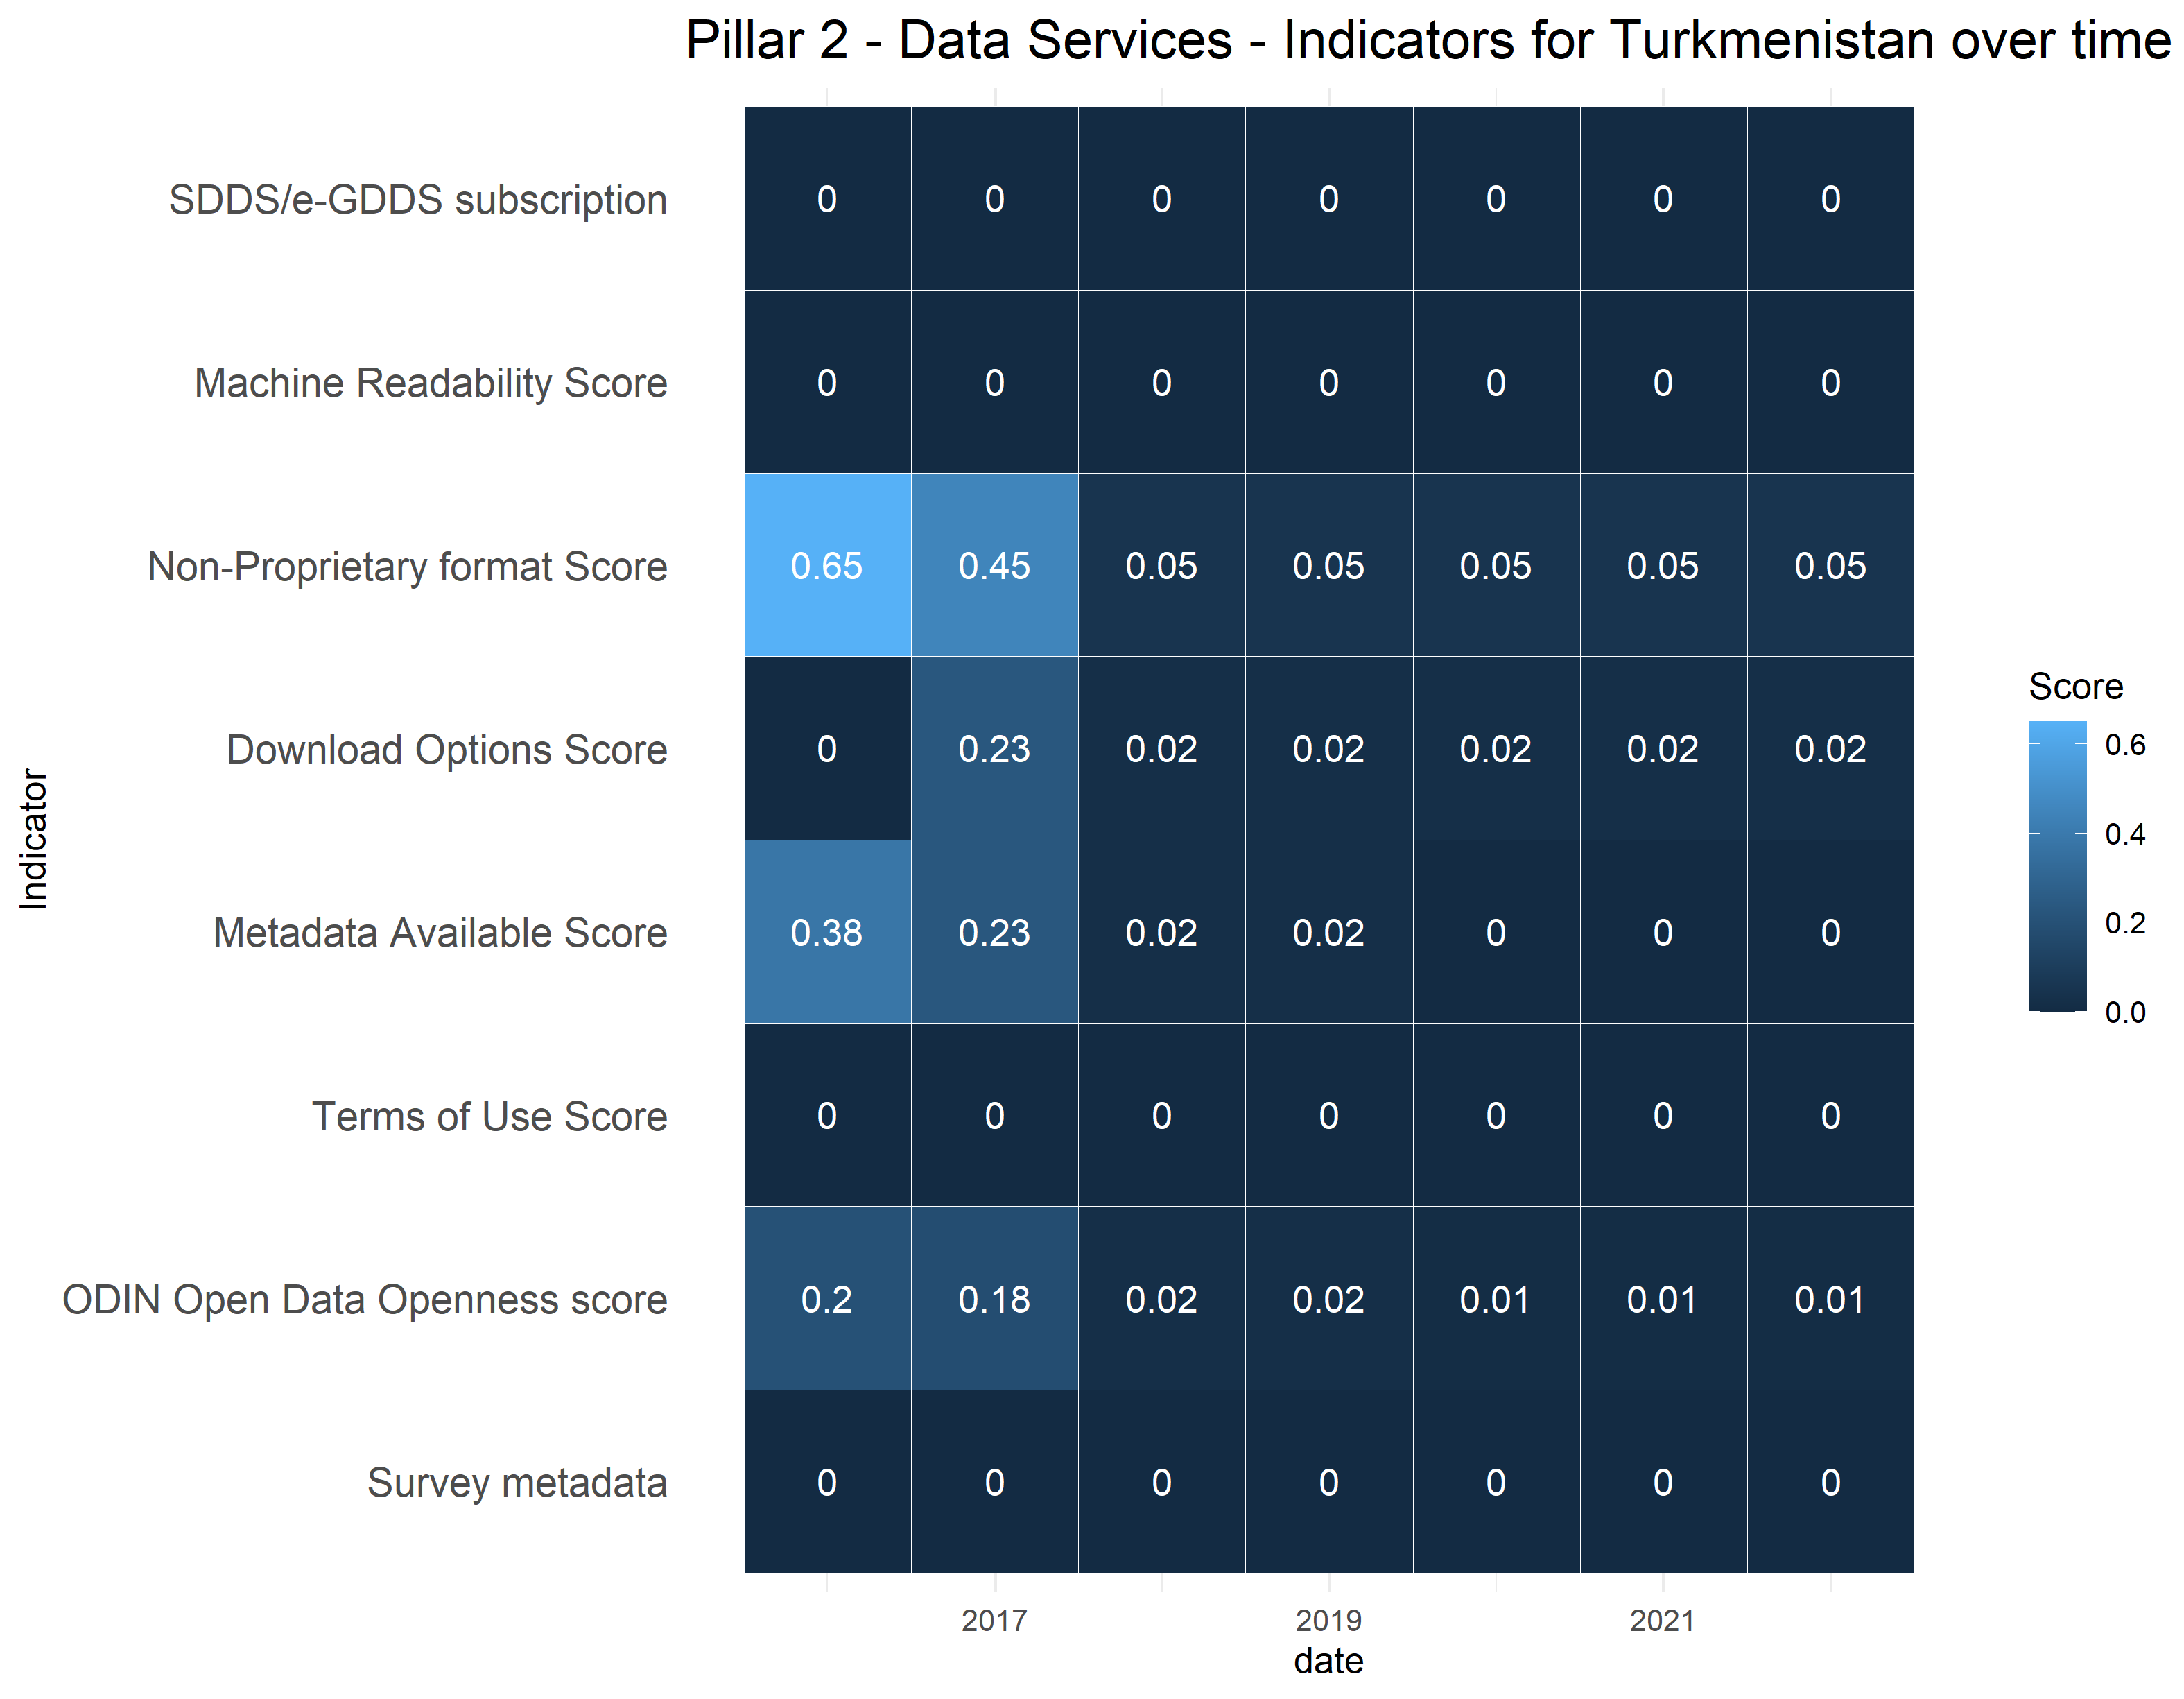 Pillar 2 - Data Services - Indicators for Turkmenistan over time
SDDS/e-GDDS subscription 0 0 0 0 0 0 0
Machine Readability Score 0 0 0 0 0 0 0
Non-Proprietary format Score 0.65 0.45 0.05 0.05 0.05 0.05 0.05
Download Options Score 0 0.23 0.02 0.02 0.02 0.02 0.02
Metadata Available Score 0.38 0.23 0.02 0.02 0 0 0
Terms of Use Score 0 0 0 0 0 0 0
ODIN Open Data Openness score 0.2 0.18 0.02 0.02 0.01 0.01 0.01
Survey metadata 0 0 0 0 0 0 0
Indicator
2017 2019 2021
date
Score
0.6
0.4
0.2
0.0